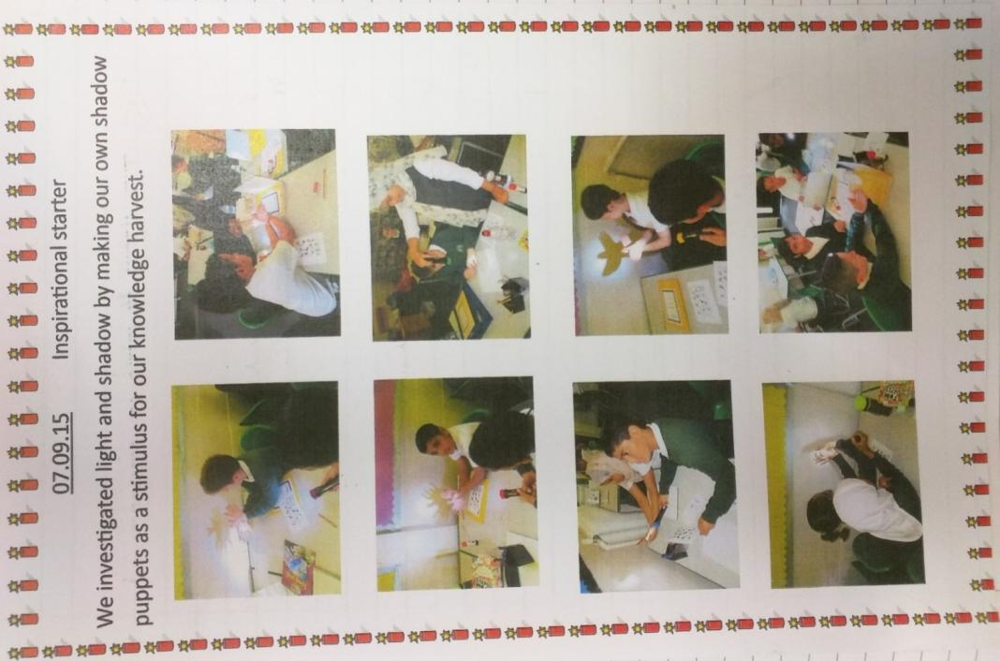 07.09.15 Inspirational starter
We investigated light and shadow by making our own shadow
puppets as a stimulus for our knowledge harvest.